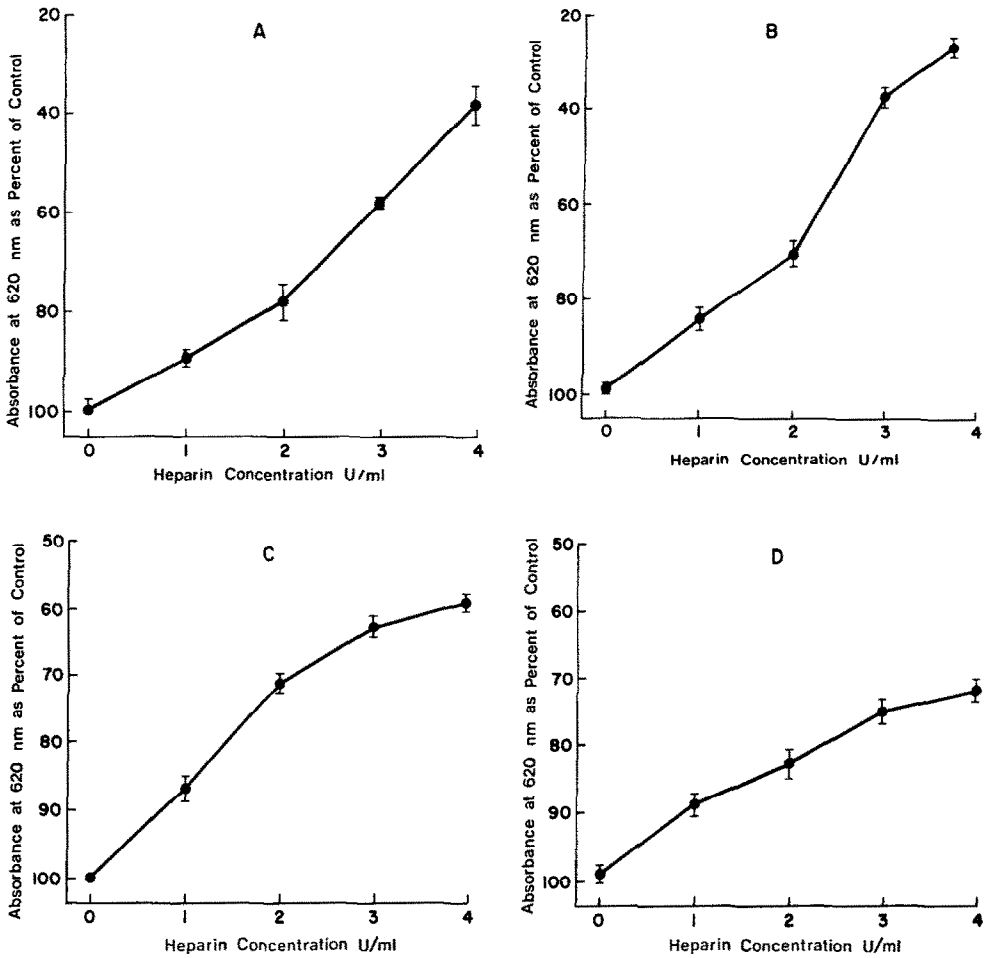 A
Absorbance at 620 nm as Percent of Control
20
40
60
80
100
0 1 2 3 4
Heparin Concentration U/ml
B
Absorbance at 620 nm as Percent of Control
20
40
60
80
100
0 1 2 3 4
Heparin Concentration U/ml
C
Absorbance at 620 nm as Percent of Control
50
60
70
80
90
100
0 1 2 3 4
Heparin Concentration U/ml
D
Absorbance at 620 nm as Percent of Control
50
60
70
80
90
100
0 1 2 3 4
Heparin Concentration U/ml